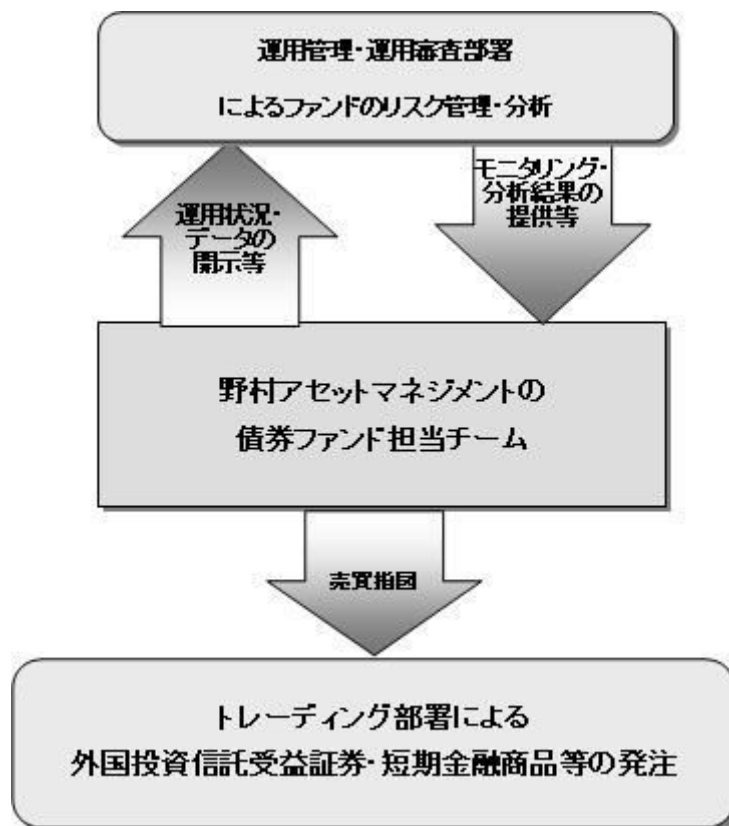 運用管理・運用審査部署
によるファンドのリスク管理・分析
運用状況・
データの
開示等
モニタリング・
分析結果の
提供等
野村アセットマネジメントの
債券ファンド担当チーム
売買指図
トレーディング部署による
外国投資信託受益証券・短期金融商品等の発注